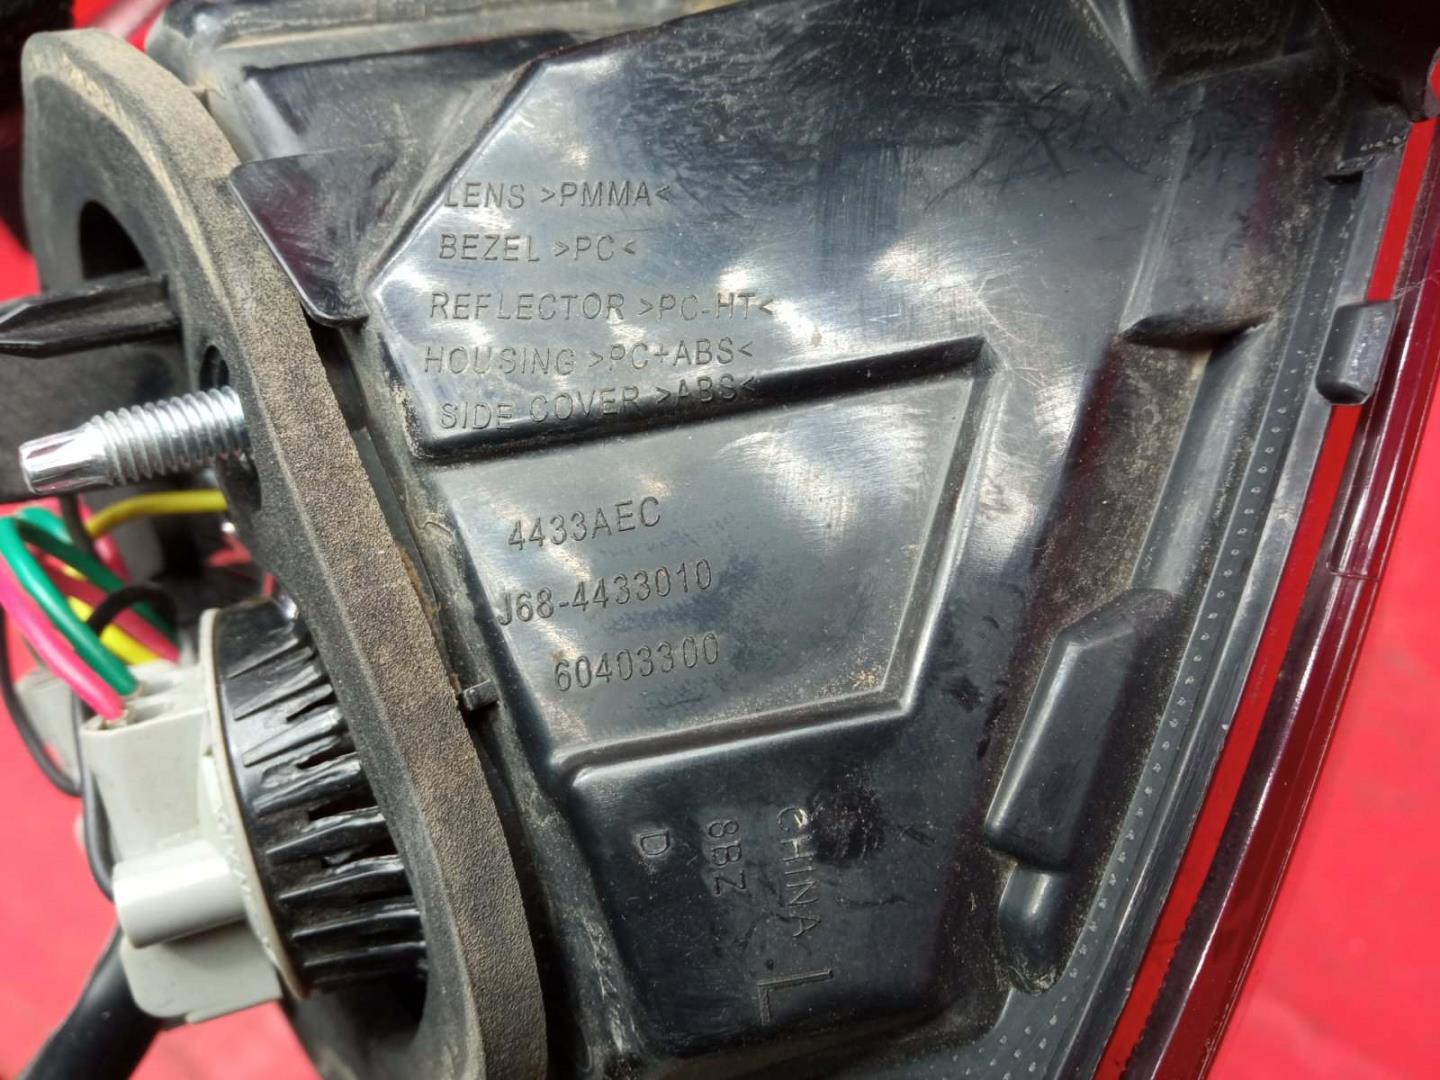 LENS >PMMA<
BEZEL >PC<
REFLECTOR >PC-HT<
HOUSING >PC+ABS<
SIDE COVER >ABS<
4433AEC
J68-4433010
60403300
CHINA L
8BZ
D